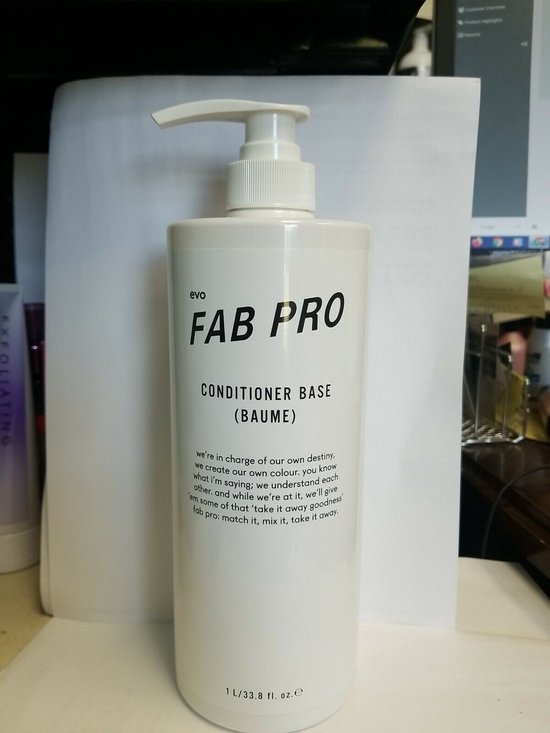 evo
FAB PRO
CONDITIONER BASE
(BAUME)
we're in charge of our own destiny,
we create our own colour. you know
what i'm saying; we understand each
other. and while we're at it, we'll give
'em some of that 'take it away goodness'
fab pro: match it, mix it, take it away.
1 L/33.8 fl. oz.℮
EXFOLIATING
Product Highlights